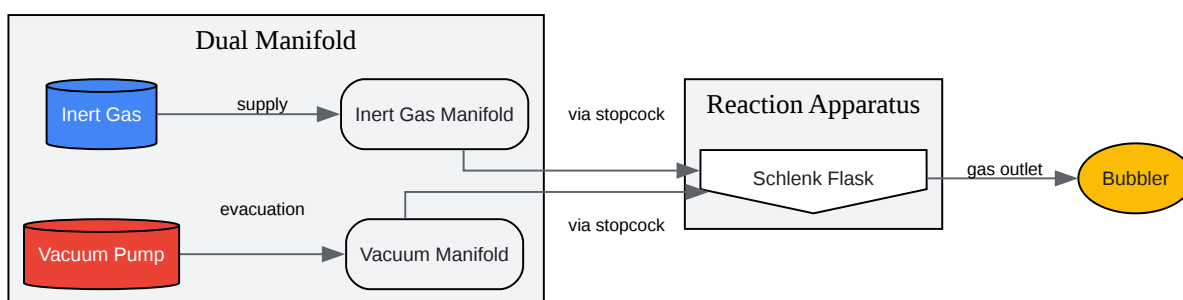 Dual Manifold
Inert Gas
supply
Inert Gas Manifold
via stopcock
Reaction Apparatus
Schlenk Flask
gas outlet
Bubbler
evacuation
Vacuum Pump
Vacuum Manifold
via stopcock